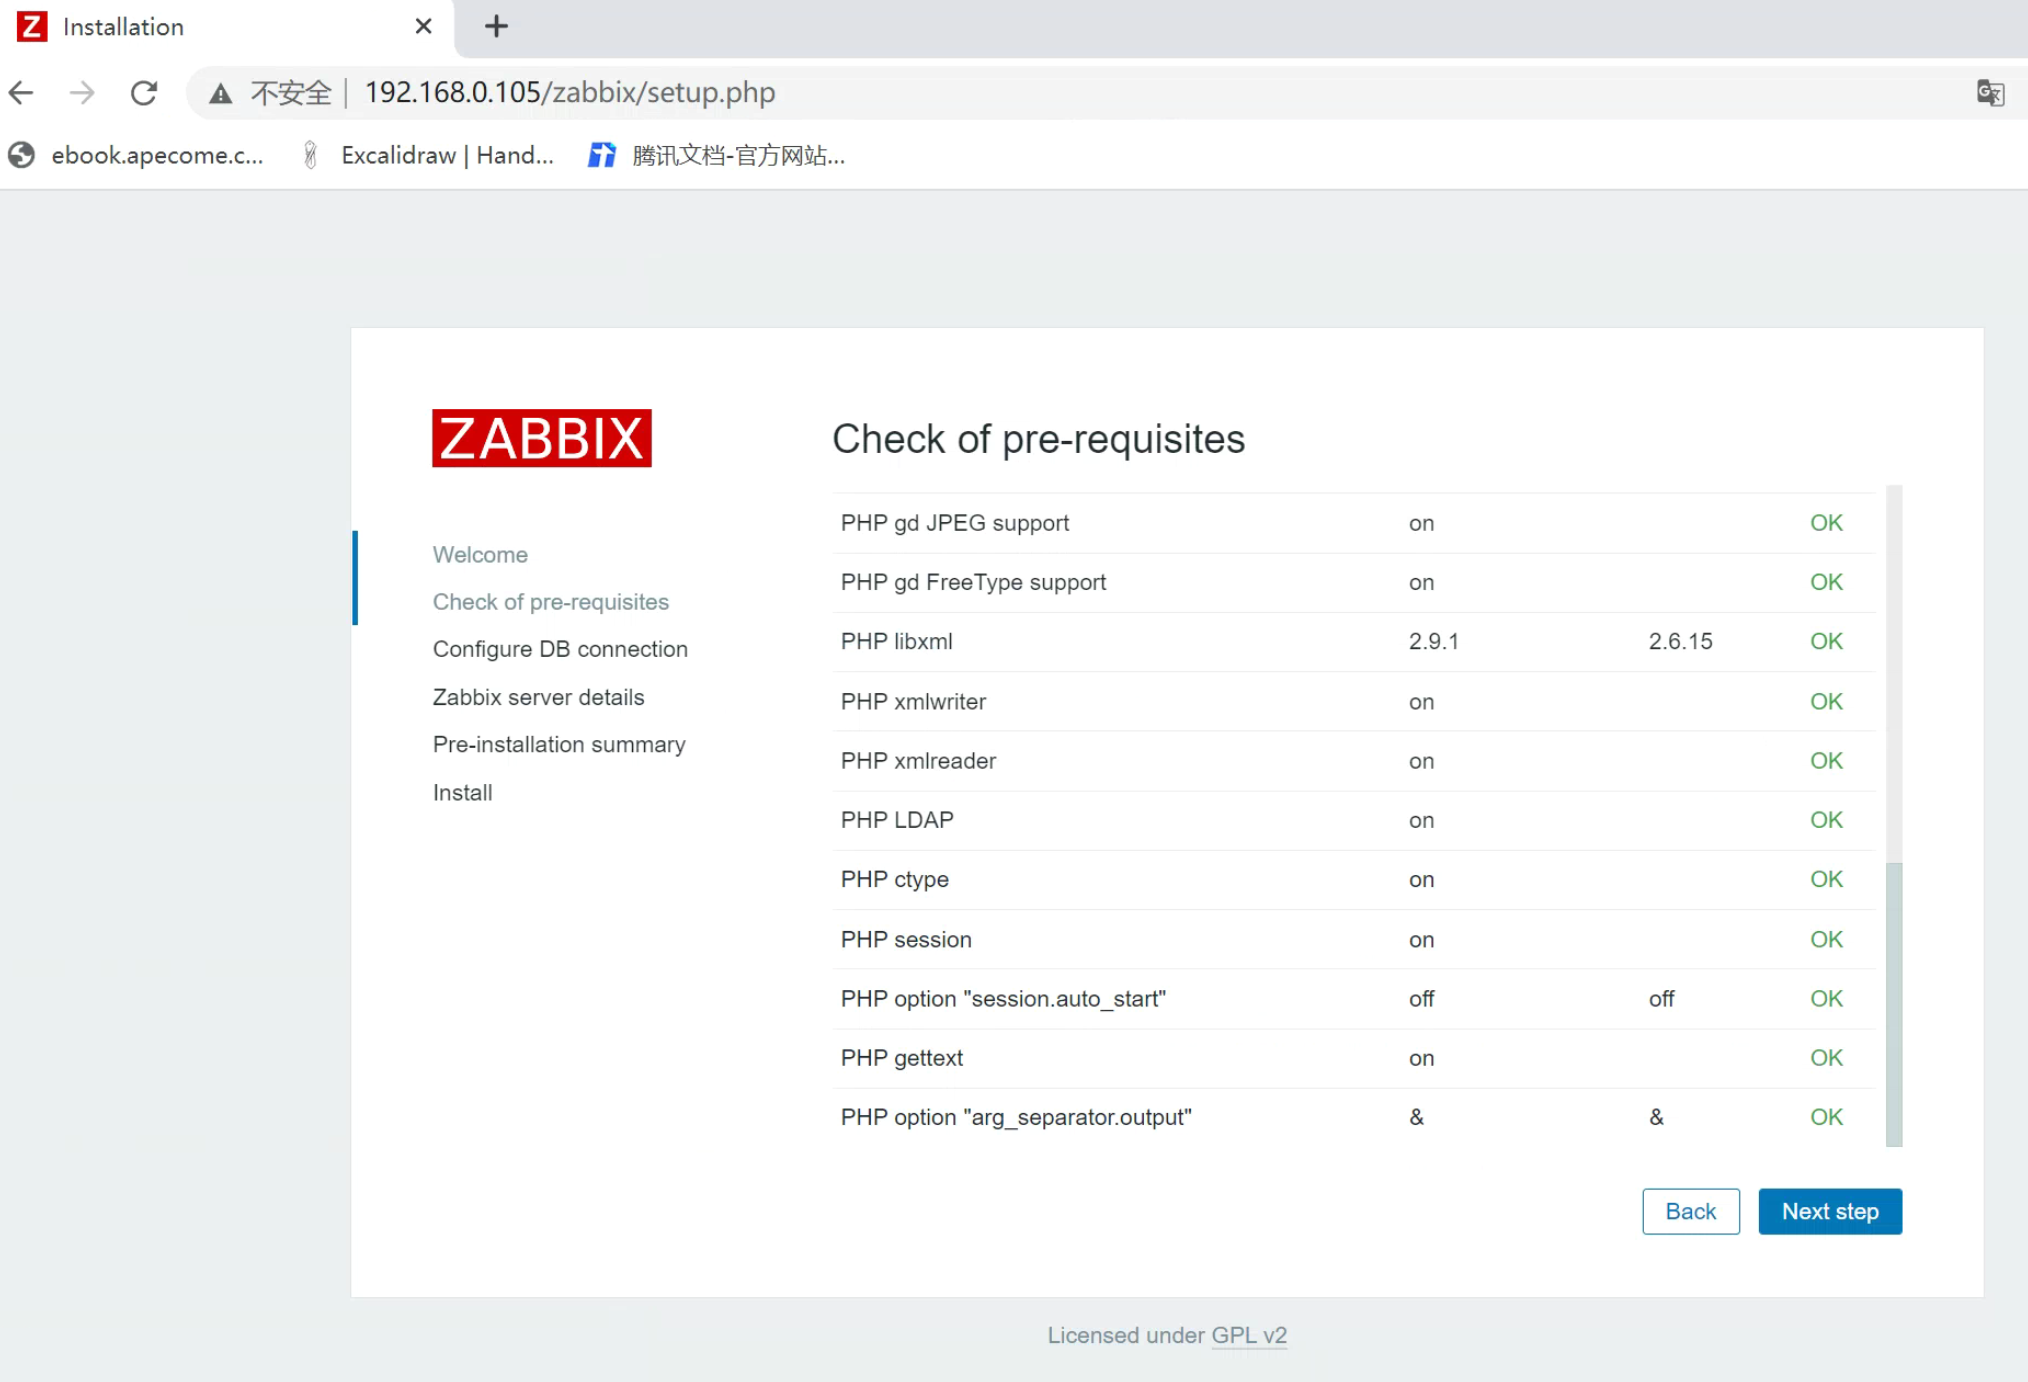 Z Installation
不安全 192.168.0.105/zabbix/setup.php
ebook.apecome.c... Excalidraw | Hand... 腾讯文档-官方网站...
ZABBIX
Check of pre-requisites
Welcome
Check of pre-requisites
Configure DB connection
Zabbix server details
Pre-installation summary
Install
PHP gd JPEG support on OK
PHP gd FreeType support on OK
PHP libxml 2.9.1 2.6.15 OK
PHP xmlwriter on OK
PHP xmlreader on OK
PHP LDAP on OK
PHP ctype on OK
PHP session on OK
PHP option "session.auto_start" off off OK
PHP gettext on OK
PHP option "arg_separator.output" & & OK
Back Next step
Licensed under GPL v2